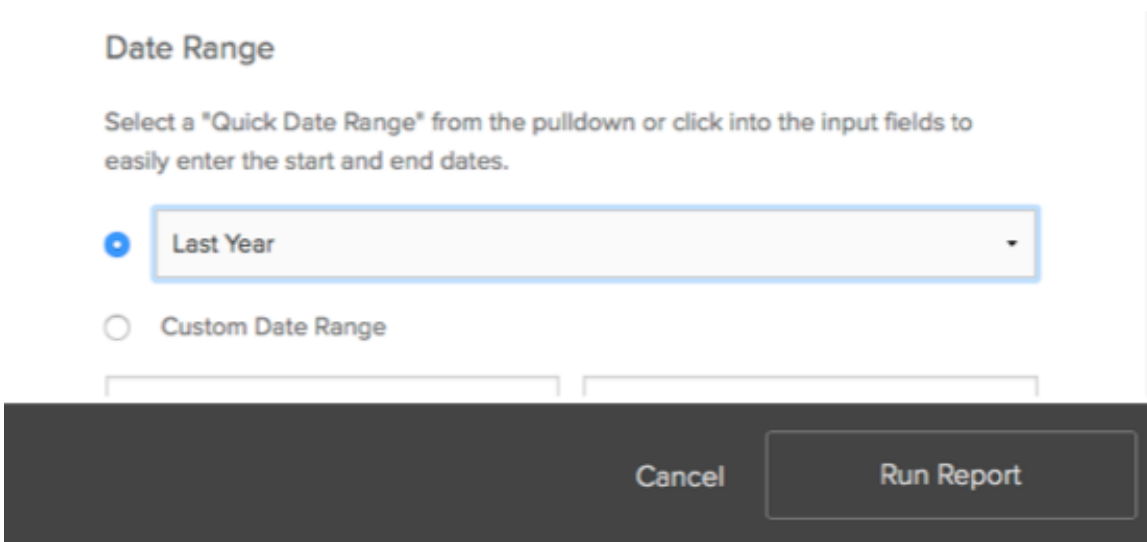 Date Range
Select a "Quick Date Range" from the pulldown or click into the input fields to
easily enter the start and end dates.
Last Year
Custom Date Range
Cancel
Run Report